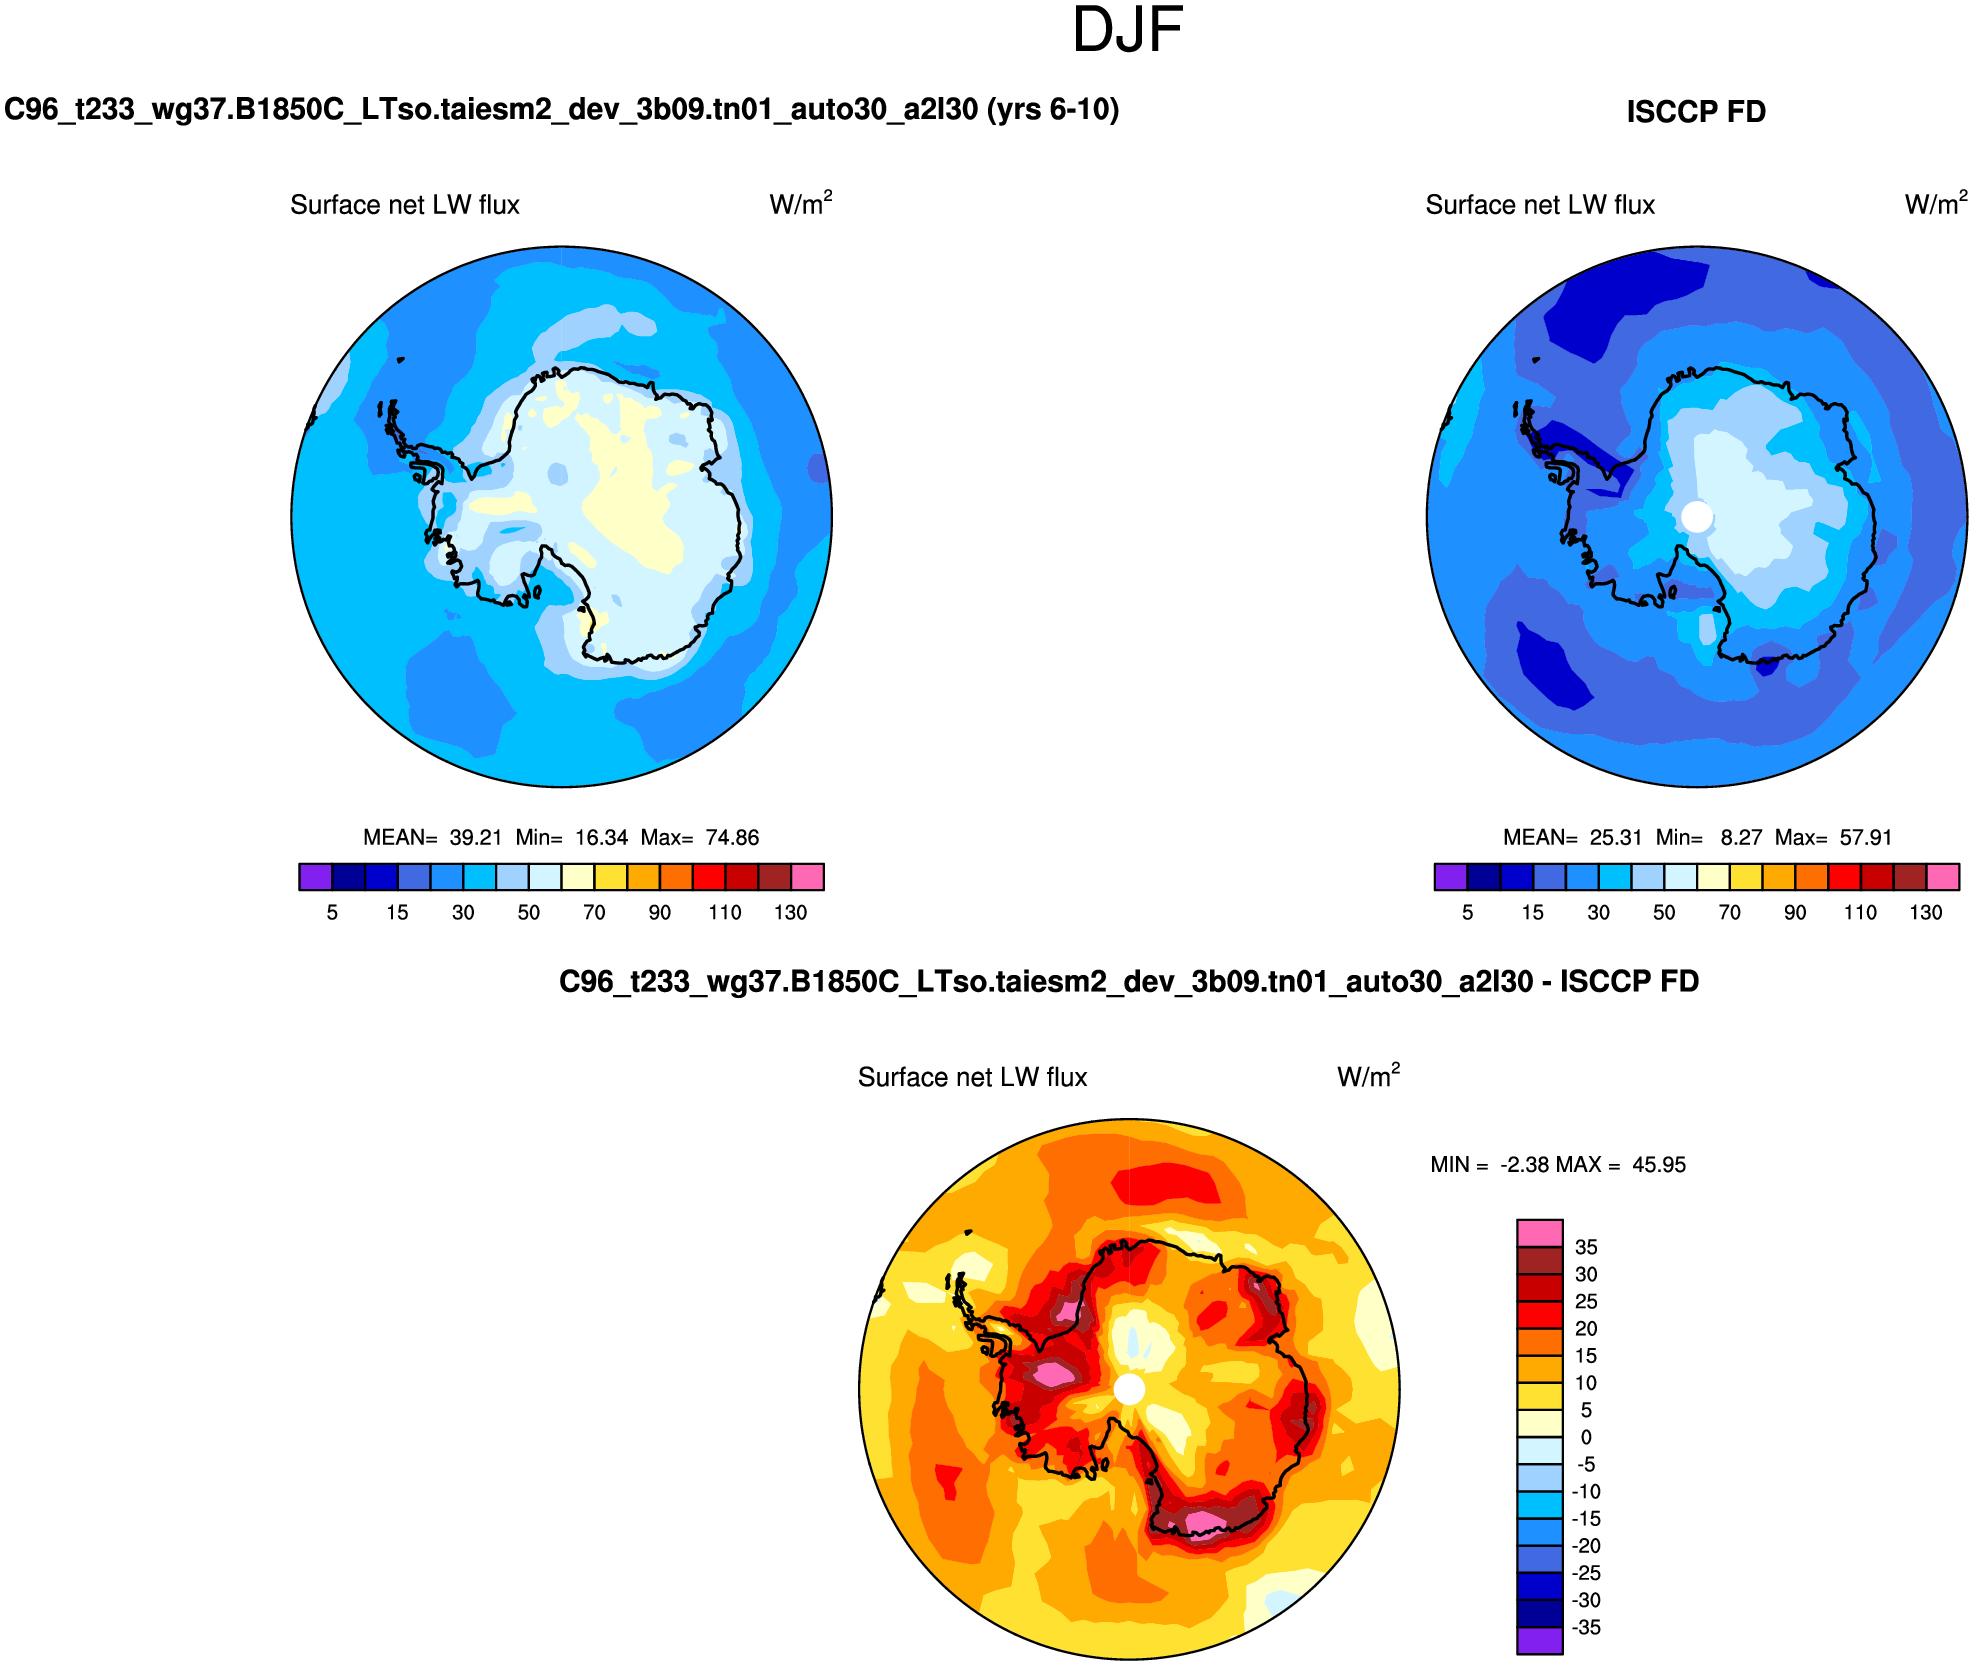 DJF
C96_t233_wg37.B1850C_LTso.taiesm2_dev_3b09.tn01_auto30_a2l30 (yrs 6-10)
ISCCP FD
Surface net LW flux W/m²
Surface net LW flux W/m²
MEAN= 39.21 Min= 16.34 Max= 74.86
MEAN= 25.31 Min= 8.27 Max= 57.91
5 15 30 50 70 90 110 130
5 15 30 50 70 90 110 130
C96_t233_wg37.B1850C_LTso.taiesm2_dev_3b09.tn01_auto30_a2l30 - ISCCP FD
Surface net LW flux W/m²
MIN = -2.38 MAX = 45.95
35
30
25
20
15
10
5
0
-5
-10
-15
-20
-25
-30
-35